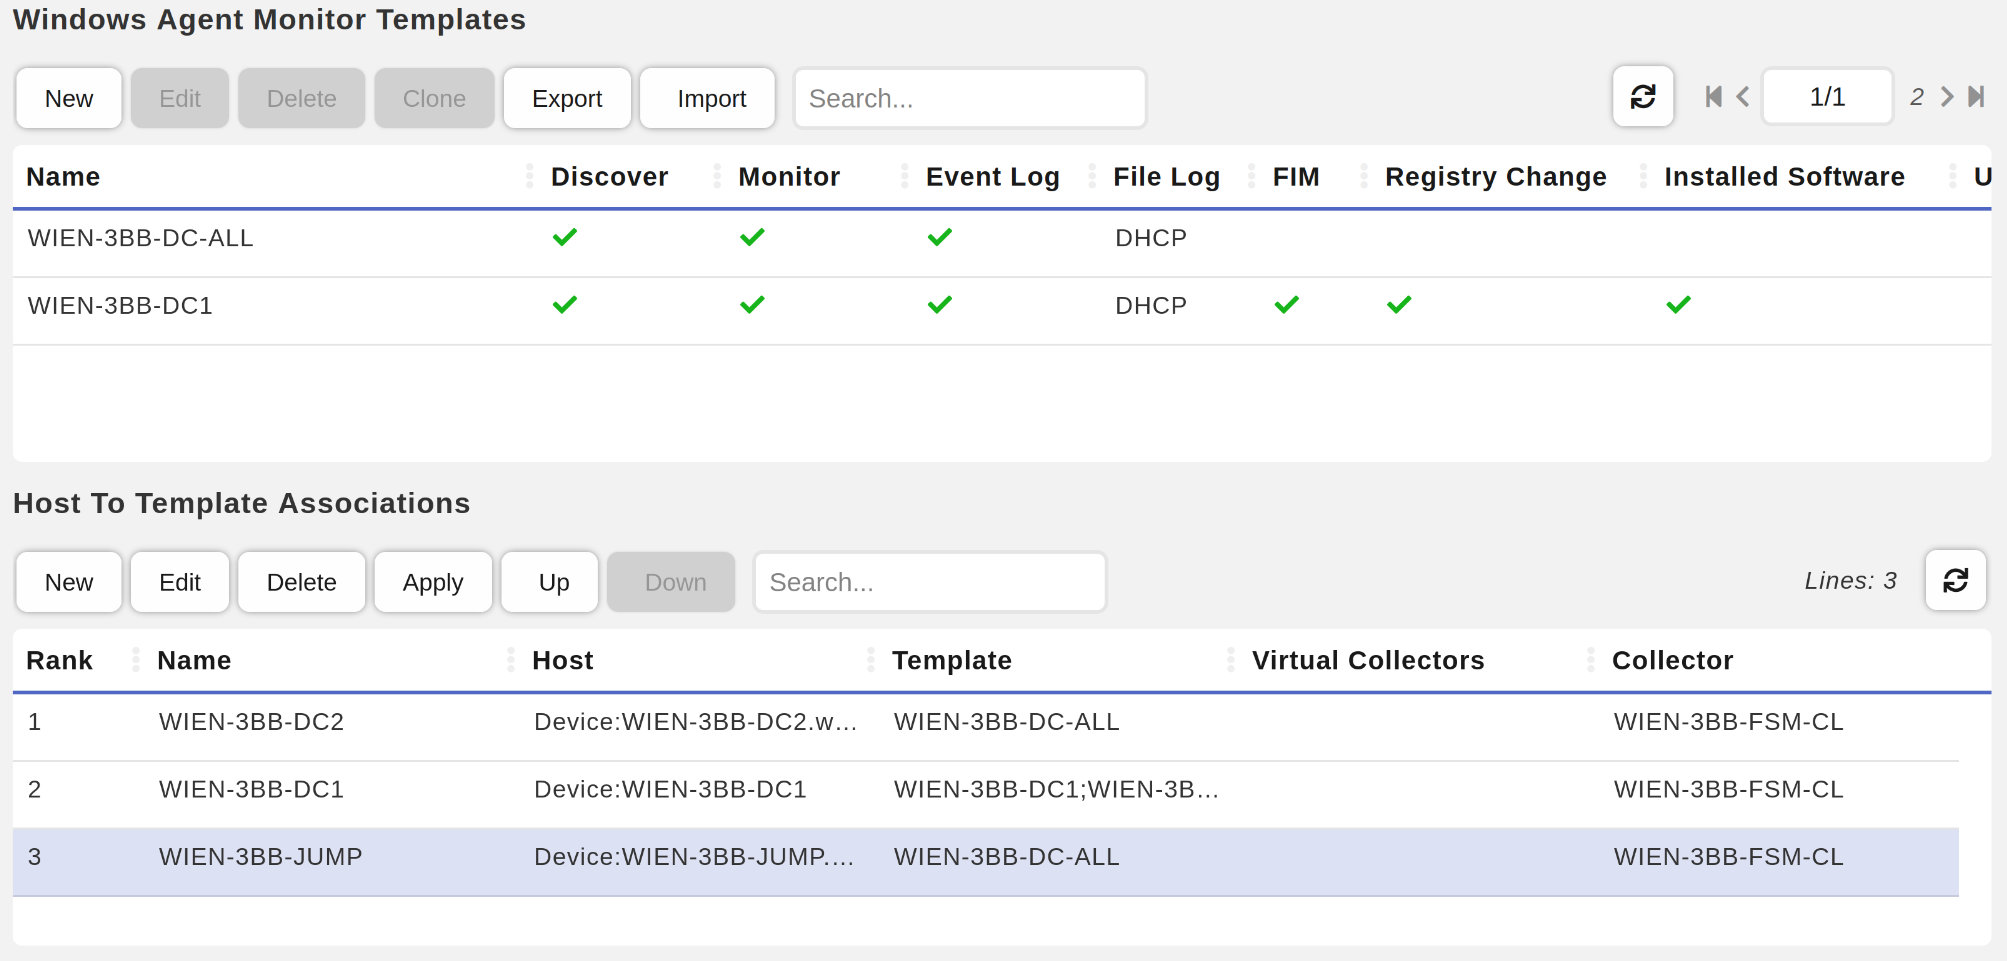 Windows Agent Monitor Templates
New Edit Delete Clone Export Import Search... 1/1 2
Name Discover Monitor Event Log File Log FIM Registry Change Installed Software U
WIEN-3BB-DC-ALL DHCP
WIEN-3BB-DC1 DHCP
Host To Template Associations
New Edit Delete Apply Up Down Search... Lines: 3
Rank Name Host Template Virtual Collectors Collector
1 WIEN-3BB-DC2 Device:WIEN-3BB-DC2.w... WIEN-3BB-DC-ALL WIEN-3BB-FSM-CL
2 WIEN-3BB-DC1 Device:WIEN-3BB-DC1 WIEN-3BB-DC1;WIEN-3B... WIEN-3BB-FSM-CL
3 WIEN-3BB-JUMP Device:WIEN-3BB-JUMP.... WIEN-3BB-DC-ALL WIEN-3BB-FSM-CL